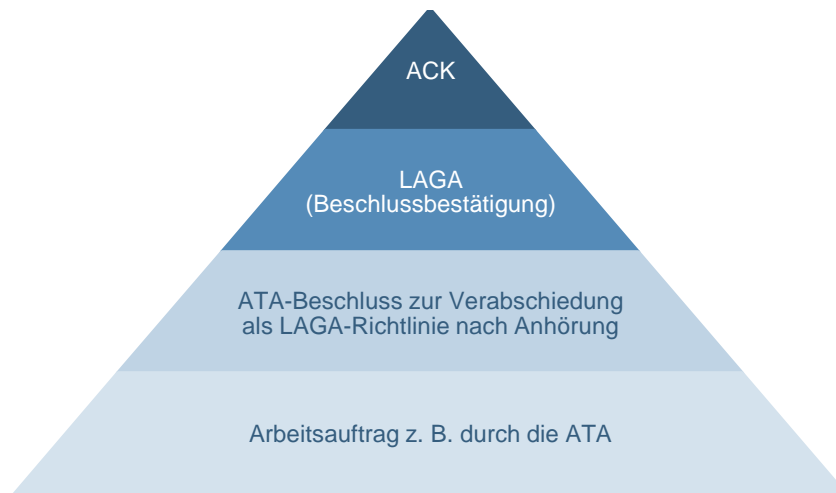 ACK
LAGA
(Beschlussbestätigung)
ATA-Beschluss zur Verabschiedung
als LAGA-Richtlinie nach Anhörung
Arbeitsauftrag z. B. durch die ATA